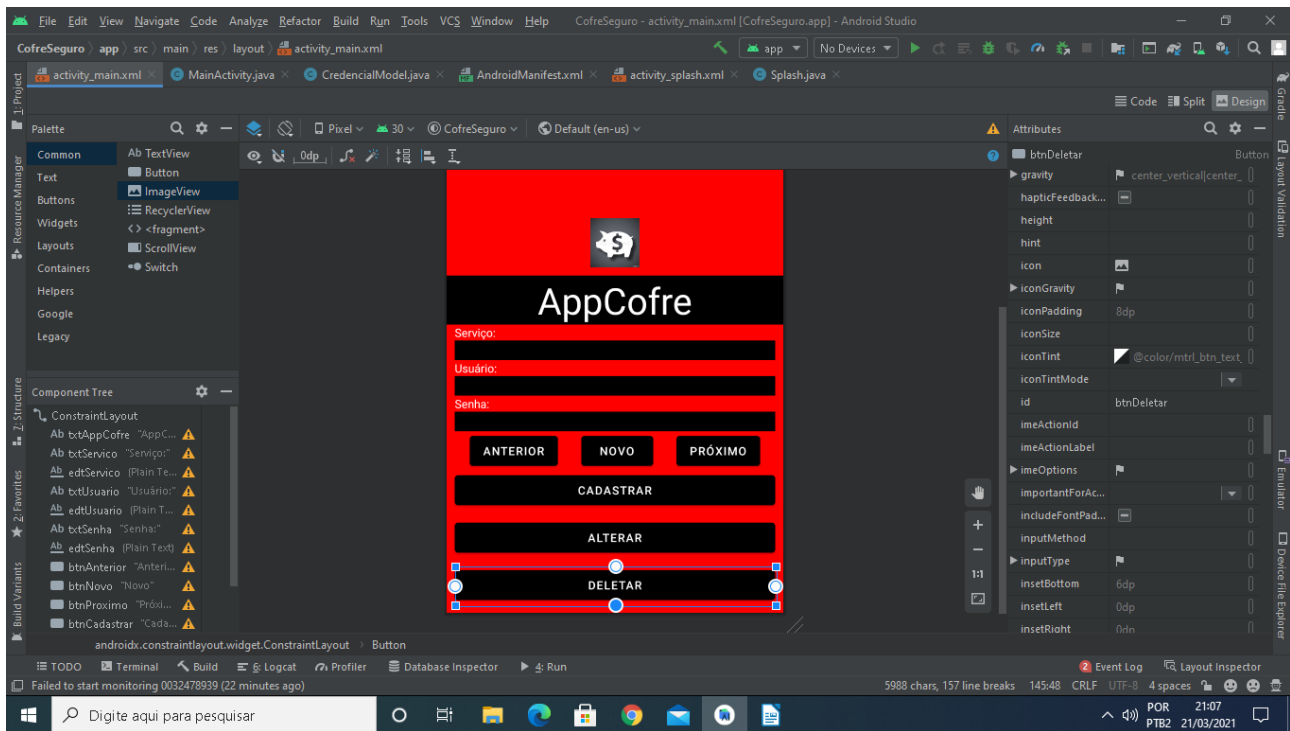 File Edit View Navigate Code Analyze Refactor Build Run Tools VCS Window Help CofreSeguro - activity_main.xml [CofreSeguro.app] - Android Studio
CofreSeguro app src main res layout activity_main.xml app No Devices
activity_main.xml MainActivity.java CredencialModel.java AndroidManifest.xml activity_splash.xml Splash.java
Code Split Design
Palette Pixel 30 CofreSeguro Default (en-us) Attributes
Common
Text
Buttons
Widgets
Layouts
Containers
Helpers
Google
Legacy
Ab TextView
Button
ImageView
RecyclerView
<> <fragment>
ScrollView
Switch
0dp
Component Tree
ConstraintLayout
Ab txtAppCofre "AppC...
Ab txtServico "Serviço:"
Ab edtServico (Plain Te...
Ab txtUsuario "Usuário:"
Ab edtUsuario (Plain T...
Ab txtSenha "Senha:"
Ab edtSenha (Plain Text)
btnAnterior "Anteri...
btnNovo "Novo"
btnProximo "Próxi...
btnCadastrar "Cada...
$
AppCofre
Serviço:
Usuário:
Senha:
ANTERIOR NOVO PRÓXIMO
CADASTRAR
ALTERAR
DELETAR
1:1
btnDeletar Button
gravity center_vertical|center_
hapticFeedback...
height
hint
icon
iconGravity
iconPadding 8dp
iconSize
iconTint @color/mtrl_btn_text_
iconTintMode
id btnDeletar
imeActionId
imeActionLabel
imeOptions
importantForAc...
includeFontPad...
inputMethod
inputType
insetBottom 6dp
insetLeft 0dp
insetRight 0dp
1: Project
Resource Manager
7: Structure
2: Favorites
Build Variants
Gradle
Layout Validation
Emulator
Device File Explorer
androidx.constraintlayout.widget.ConstraintLayout Button
TODO Terminal Build 6: Logcat Profiler Database Inspector 4: Run 2 Event Log Layout Inspector
Failed to start monitoring 0032478939 (22 minutes ago) 5988 chars, 157 line breaks 145:48 CRLF UTF-8 4 spaces
Digite aqui para pesquisar
POR
PTB2
21:07
21/03/2021